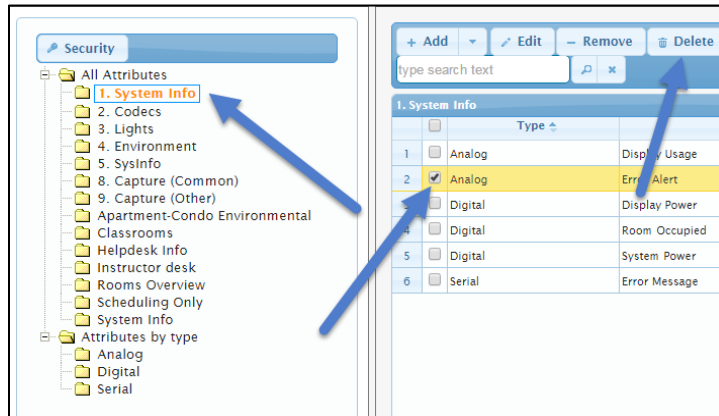 Security
All Attributes
1. System Info
2. Codecs
3. Lights
4. Environment
5. SysInfo
8. Capture (Common)
9. Capture (Other)
Apartment-Condo Environmental
Classrooms
Helpdesk Info
Instructor desk
Rooms Overview
Scheduling Only
System Info
Attributes by type
Analog
Digital
Serial
+ Add Edit – Remove Delete
type search text
1. System Info
Type
1 Analog Display Usage
2 Analog Error Alert
3 Digital Display Power
4 Digital Room Occupied
5 Digital System Power
6 Serial Error Message